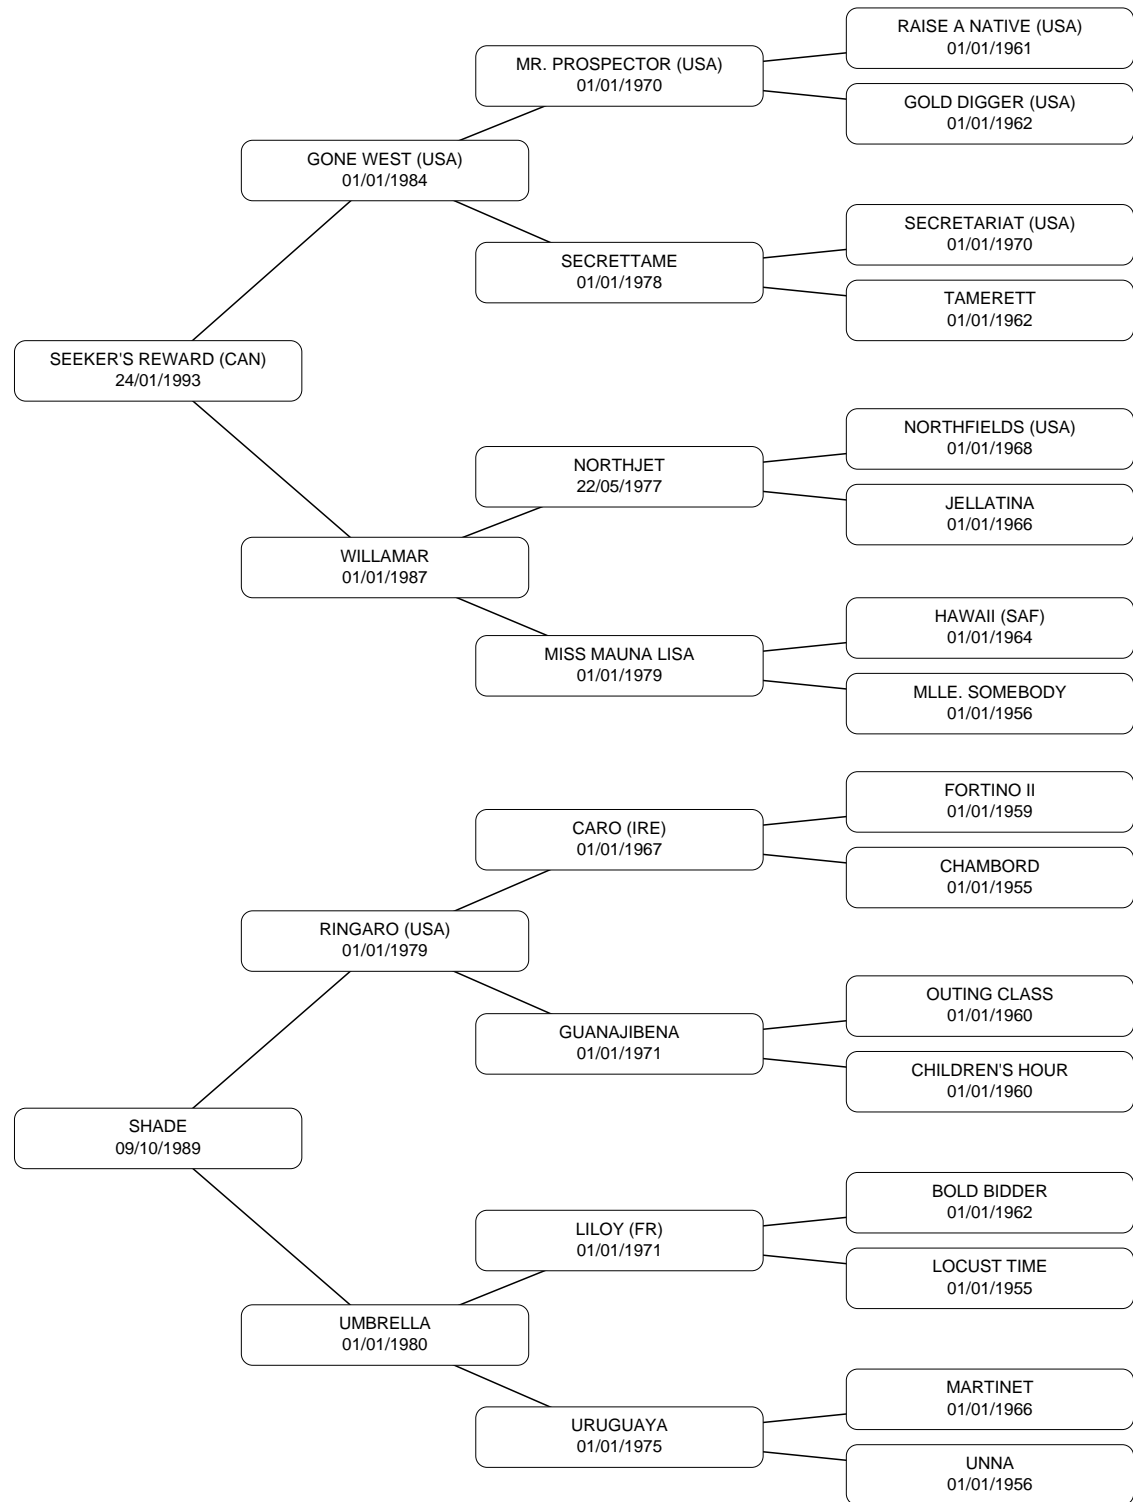 RAISE A NATIVE (USA)
01/01/1961
MR. PROSPECTOR (USA)
01/01/1970
GOLD DIGGER (USA)
01/01/1962
GONE WEST (USA)
01/01/1984
SECRETARIAT (USA)
01/01/1970
SECRETTAME
01/01/1978
TAMERETT
01/01/1962
SEEKER'S REWARD (CAN)
24/01/1993
NORTHFIELDS (USA)
01/01/1968
NORTHJET
22/05/1977
JELLATINA
01/01/1966
WILLAMAR
01/01/1987
HAWAII (SAF)
01/01/1964
MISS MAUNA LISA
01/01/1979
MLLE. SOMEBODY
01/01/1956
FORTINO II
01/01/1959
CARO (IRE)
01/01/1967
CHAMBORD
01/01/1955
RINGARO (USA)
01/01/1979
OUTING CLASS
01/01/1960
GUANAJIBENA
01/01/1971
CHILDREN'S HOUR
01/01/1960
SHADE
09/10/1989
BOLD BIDDER
01/01/1962
LILOY (FR)
01/01/1971
LOCUST TIME
01/01/1955
UMBRELLA
01/01/1980
MARTINET
01/01/1966
URUGUAYA
01/01/1975
UNNA
01/01/1956